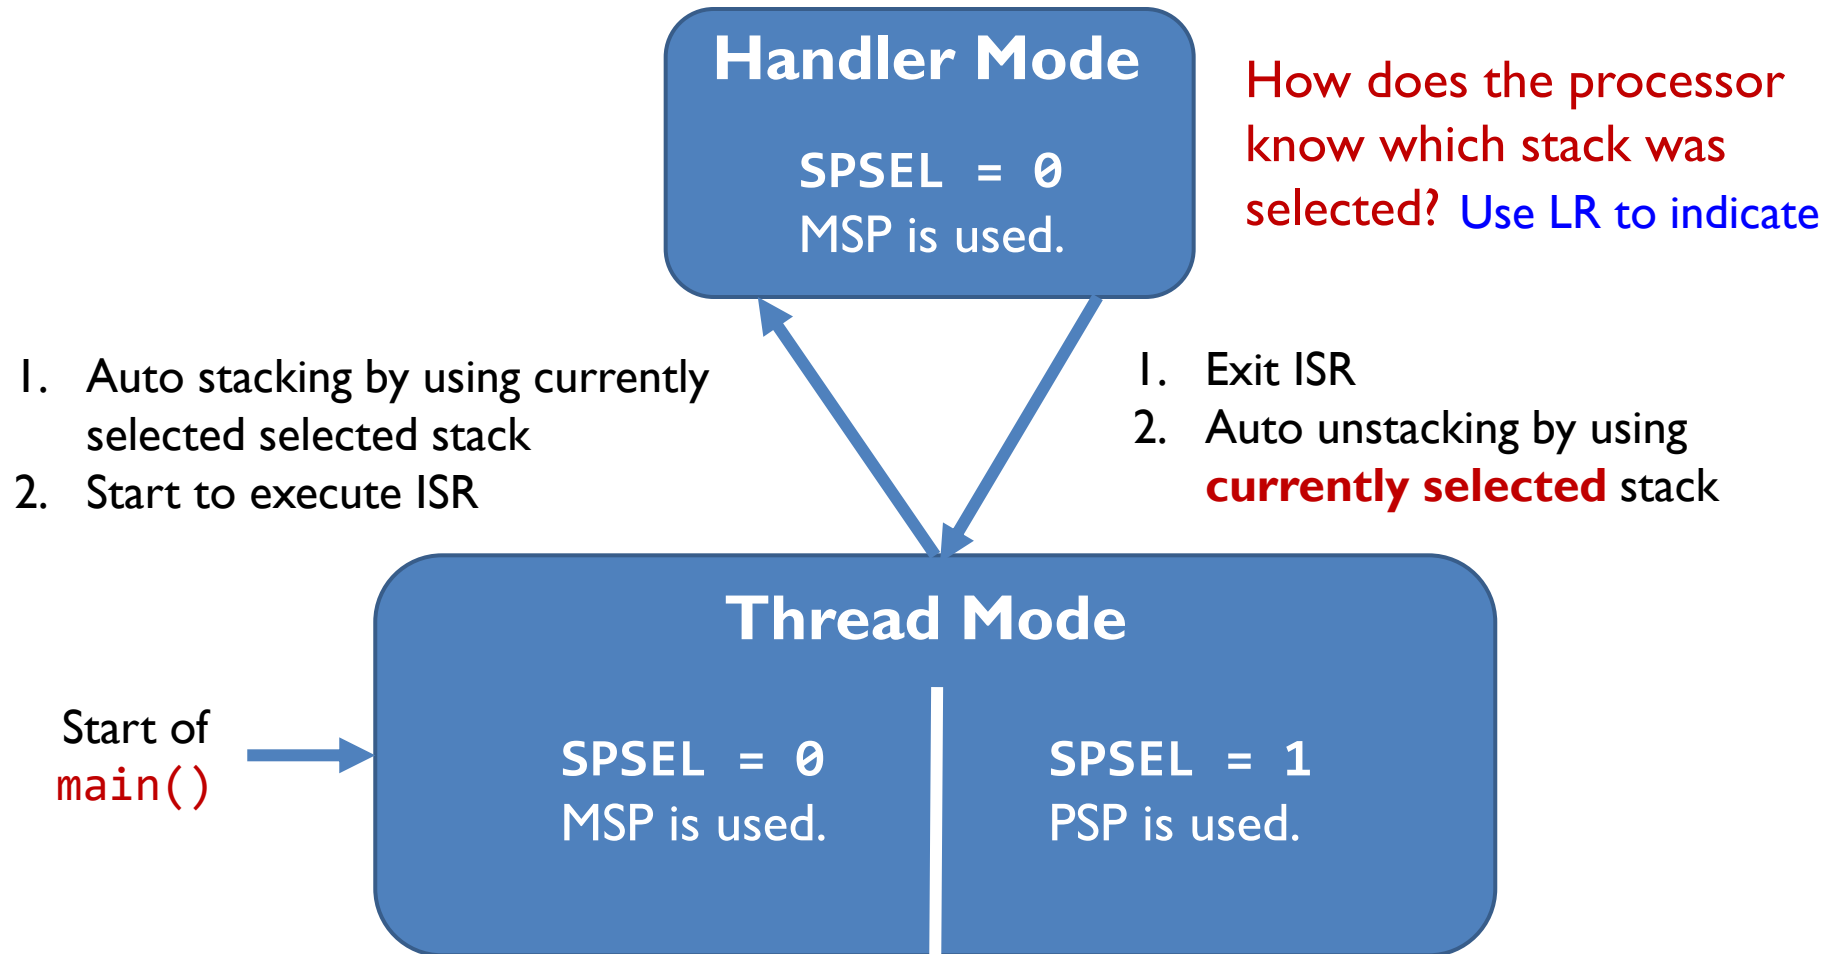 Handler Mode
SPSEL = 0
MSP is used.
How does the processor
know which stack was
selected? Use LR to indicate
1. Auto stacking by using currently
selected selected stack
2. Start to execute ISR
1. Exit ISR
2. Auto unstacking by using
currently selected stack
Thread Mode
Start of
main()
SPSEL = 0
MSP is used.
SPSEL = 1
PSP is used.